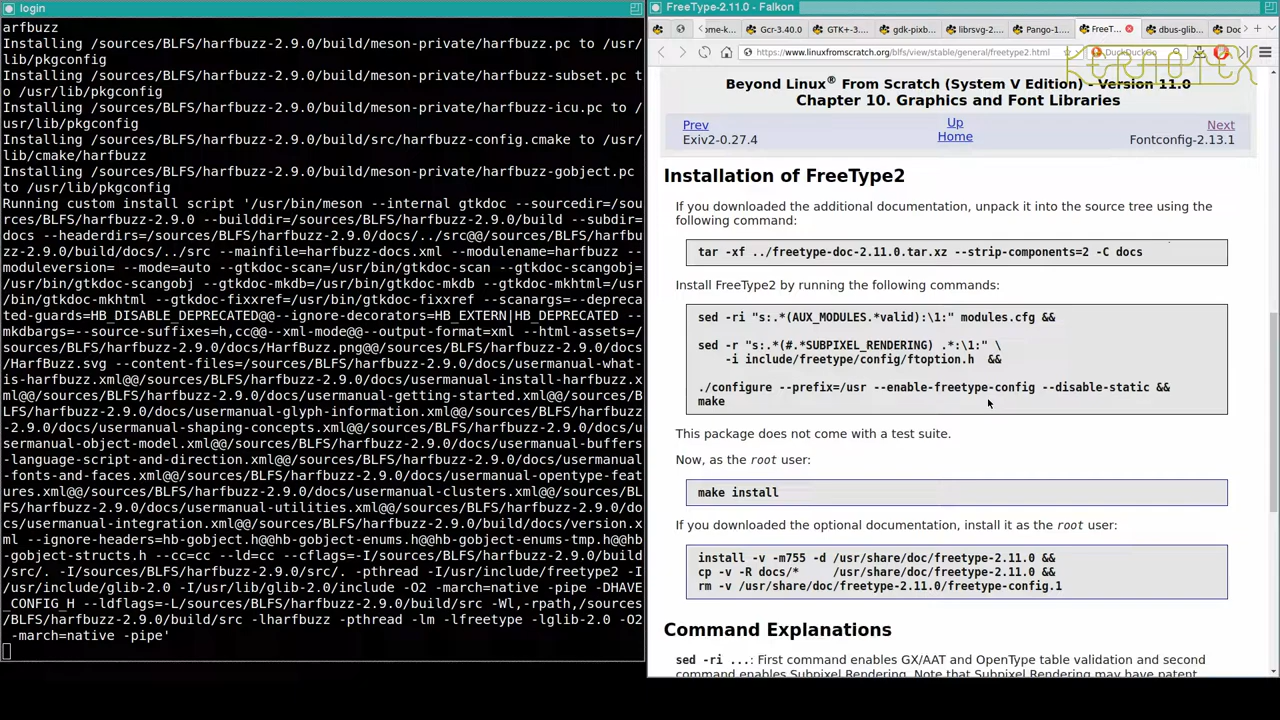 login
arfbuzz
Installing /sources/BLFS/harfbuzz-2.9.0/build/meson-private/harfbuzz.pc to /usr/
lib/pkgconfig
Installing /sources/BLFS/harfbuzz-2.9.0/build/meson-private/harfbuzz-subset.pc t
o /usr/lib/pkgconfig
Installing /sources/BLFS/harfbuzz-2.9.0/build/meson-private/harfbuzz-icu.pc to /
usr/lib/pkgconfig
Installing /sources/BLFS/harfbuzz-2.9.0/build/src/harfbuzz-config.cmake to /usr/
lib/cmake/harfbuzz
Installing /sources/BLFS/harfbuzz-2.9.0/build/meson-private/harfbuzz-gobject.pc
to /usr/lib/pkgconfig
Running custom install script '/usr/bin/meson --internal gtkdoc --sourcedir=/sou
rces/BLFS/harfbuzz-2.9.0 --builddir=/sources/BLFS/harfbuzz-2.9.0/build --subdir=
docs --headerdirs=/sources/BLFS/harfbuzz-2.9.0/docs/../src@@/sources/BLFS/harfbu
zz-2.9.0/build/docs/../src --mainfile=harfbuzz-docs.xml --modulename=harfbuzz --
moduleversion= --mode=auto --gtkdoc-scan=/usr/bin/gtkdoc-scan --gtkdoc-scangobj=
/usr/bin/gtkdoc-scangobj --gtkdoc-mkdb=/usr/bin/gtkdoc-mkdb --gtkdoc-mkhtml=/usr
/bin/gtkdoc-mkhtml --gtkdoc-fixxref=/usr/bin/gtkdoc-fixxref --scanargs=--depreca
ted-guards=HB_DISABLE_DEPRECATED@@--ignore-decorators=HB_EXTERN|HB_DEPRECATED --
mkdbargs=--source-suffixes=h,cc@@--xml-mode@@--output-format=xml --html-assets=/
sources/BLFS/harfbuzz-2.9.0/docs/HarfBuzz.png@@/sources/BLFS/harfbuzz-2.9.0/docs
/HarfBuzz.svg --content-files=/sources/BLFS/harfbuzz-2.9.0/docs/usermanual-what-
is-harfbuzz.xml@@/sources/BLFS/harfbuzz-2.9.0/docs/usermanual-install-harfbuzz.x
ml@@/sources/BLFS/harfbuzz-2.9.0/docs/usermanual-getting-started.xml@@/sources/B
LFS/harfbuzz-2.9.0/docs/usermanual-glyph-information.xml@@/sources/BLFS/harfbuzz
-2.9.0/docs/usermanual-shaping-concepts.xml@@/sources/BLFS/harfbuzz-2.9.0/docs/u
sermanual-object-model.xml@@/sources/BLFS/harfbuzz-2.9.0/docs/usermanual-buffers
-language-script-and-direction.xml@@/sources/BLFS/harfbuzz-2.9.0/docs/usermanual
-fonts-and-faces.xml@@/sources/BLFS/harfbuzz-2.9.0/docs/usermanual-opentype-feat
ures.xml@@/sources/BLFS/harfbuzz-2.9.0/docs/usermanual-clusters.xml@@/sources/BL
FS/harfbuzz-2.9.0/docs/usermanual-utilities.xml@@/sources/BLFS/harfbuzz-2.9.0/do
cs/usermanual-integration.xml@@/sources/BLFS/harfbuzz-2.9.0/build/docs/version.x
ml --ignore-headers=hb-gobject.h@@hb-gobject-enums.h@@hb-gobject-enums-tmp.h@@hb
-gobject-structs.h --cc=cc --ld=cc --cflags=-I/sources/BLFS/harfbuzz-2.9.0/build
/src/. -I/sources/BLFS/harfbuzz-2.9.0/src/. -pthread -I/usr/include/freetype2 -I
/usr/include/glib-2.0 -I/usr/lib/glib-2.0/include -O2 -march=native -pipe -DHAVE
_CONFIG_H --ldflags=-L/sources/BLFS/harfbuzz-2.9.0/build/src -Wl,-rpath,/sources
/BLFS/harfbuzz-2.9.0/build/src -lharfbuzz -pthread -lm -lfreetype -lglib-2.0 -O2
 -march=native -pipe'
FreeType-2.11.0 - Falkon
ome-k... Gcr-3.40.0 GTK+-3.... gdk-pixb... librsvg-2.... Pango-1.... FreeT... dbus-glib... Doc
https://www.linuxfromscratch.org/blfs/view/stable/general/freetype2.html DuckDuckGo
KERNOTEX
Beyond Linux® From Scratch (System V Edition) - Version 11.0
Chapter 10. Graphics and Font Libraries
Prev Up Next
Exiv2-0.27.4 Home Fontconfig-2.13.1
Installation of FreeType2
If you downloaded the additional documentation, unpack it into the source tree using the
following command:
tar -xf ../freetype-doc-2.11.0.tar.xz --strip-components=2 -C docs
Install FreeType2 by running the following commands:
sed -ri "s:.*(AUX_MODULES.*valid):\1:" modules.cfg &&
sed -r "s:.*(#.*SUBPIXEL_RENDERING) .*:\1:" \
-i include/freetype/config/ftoption.h &&
./configure --prefix=/usr --enable-freetype-config --disable-static &&
make
This package does not come with a test suite.
Now, as the root user:
make install
If you downloaded the optional documentation, install it as the root user:
install -v -m755 -d /usr/share/doc/freetype-2.11.0 &&
cp -v -R docs/* /usr/share/doc/freetype-2.11.0 &&
rm -v /usr/share/doc/freetype-2.11.0/freetype-config.1
Command Explanations
sed -ri ...: First command enables GX/AAT and OpenType table validation and second
command enables Subpixel Rendering. Note that Subpixel Rendering may have patent